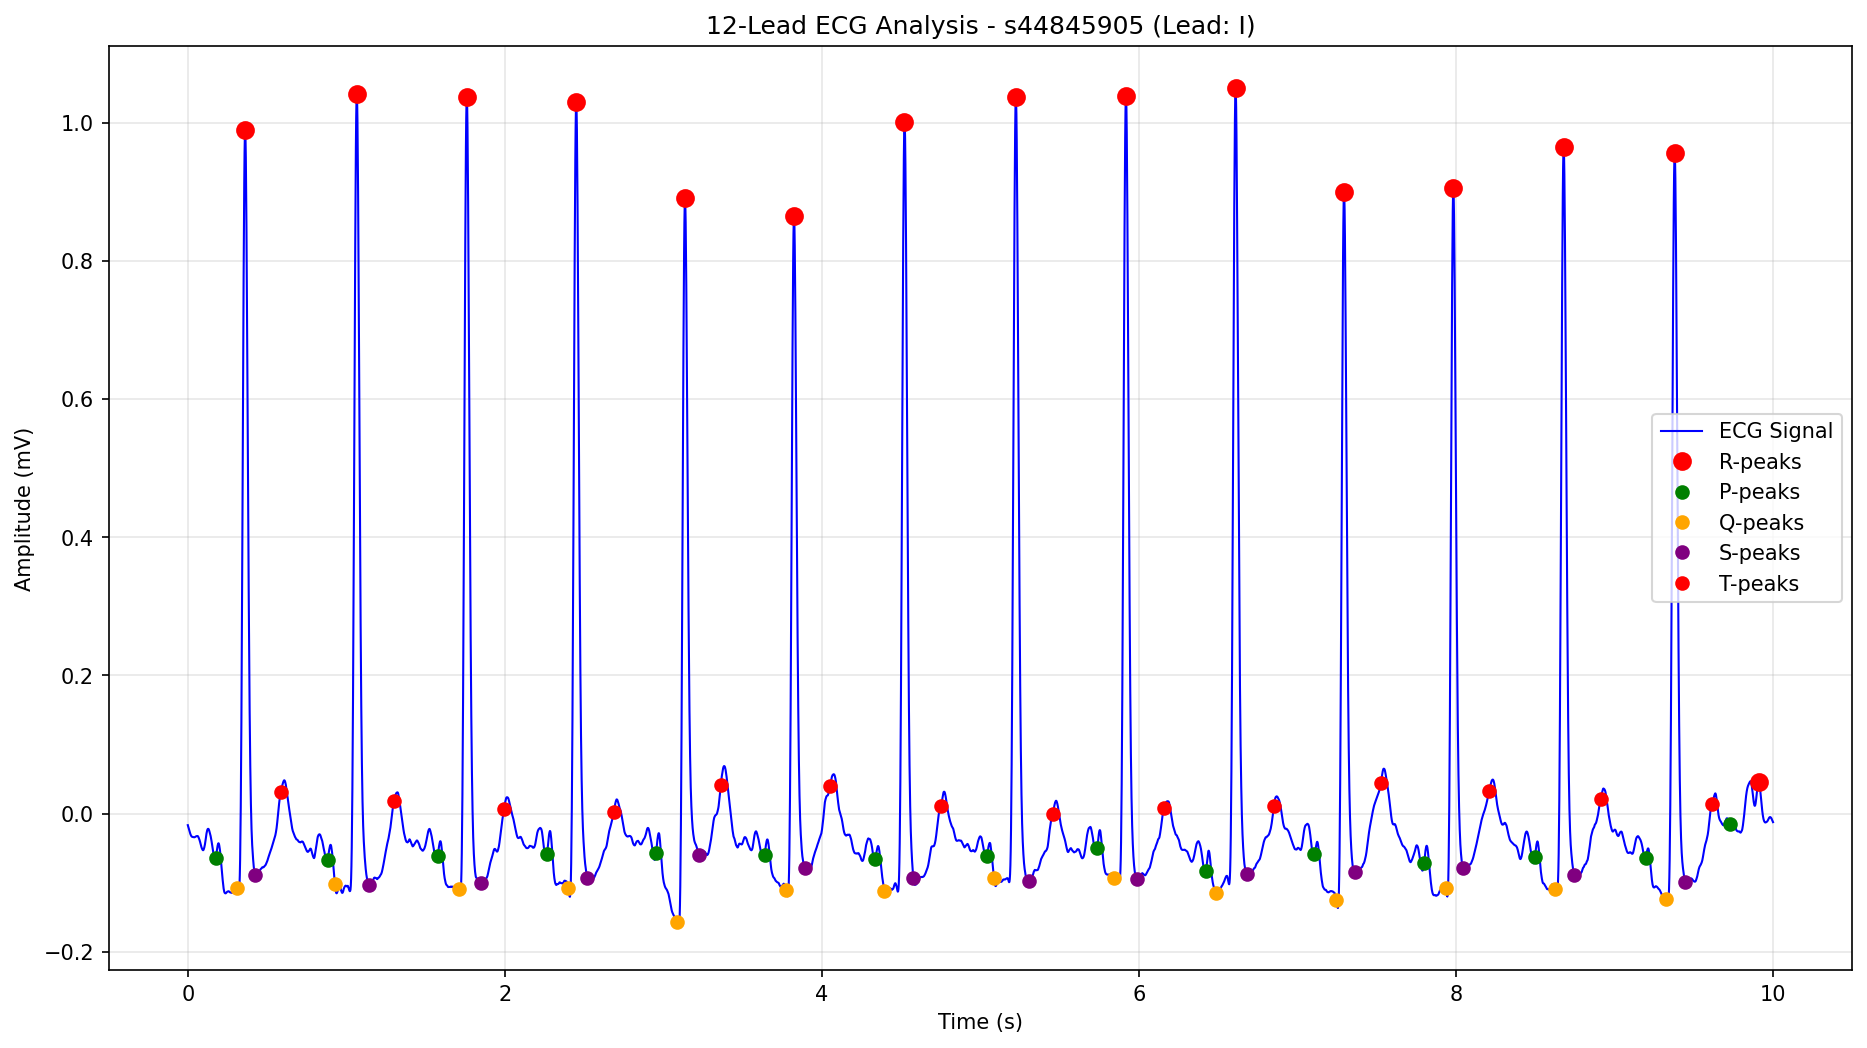 12-Lead ECG Analysis - s44845905 (Lead: I)
Amplitude (mV)
1.0
0.8
0.6
0.4
0.2
0.0
−0.2
ECG Signal
R-peaks
P-peaks
Q-peaks
S-peaks
T-peaks
0 2 4 6 8 10
Time (s)